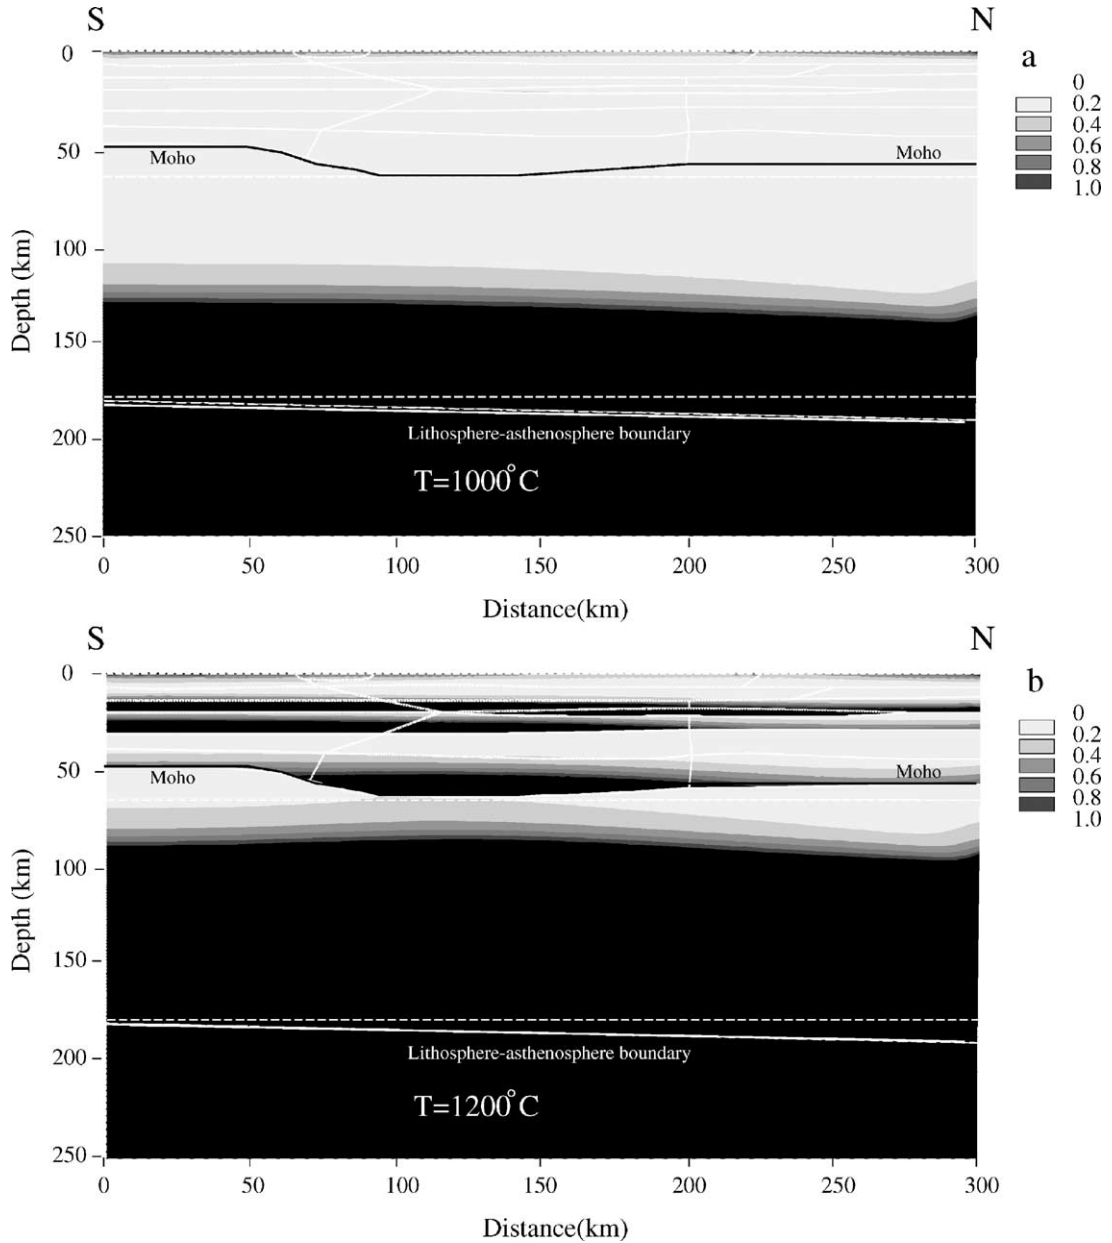 S N
a
0
0.2
0.4
0.6
0.8
1.0
0
50
100
150
200
250
Depth (km)
Moho
Moho
Lithosphere-asthenosphere boundary
T=1000°C
0 50 100 150 200 250 300
Distance(km)
S N
b
0
0.2
0.4
0.6
0.8
1.0
0
50
100
150
200
250
Depth (km)
Moho
Moho
Lithosphere-asthenosphere boundary
T=1200°C
0 50 100 150 200 250 300
Distance(km)